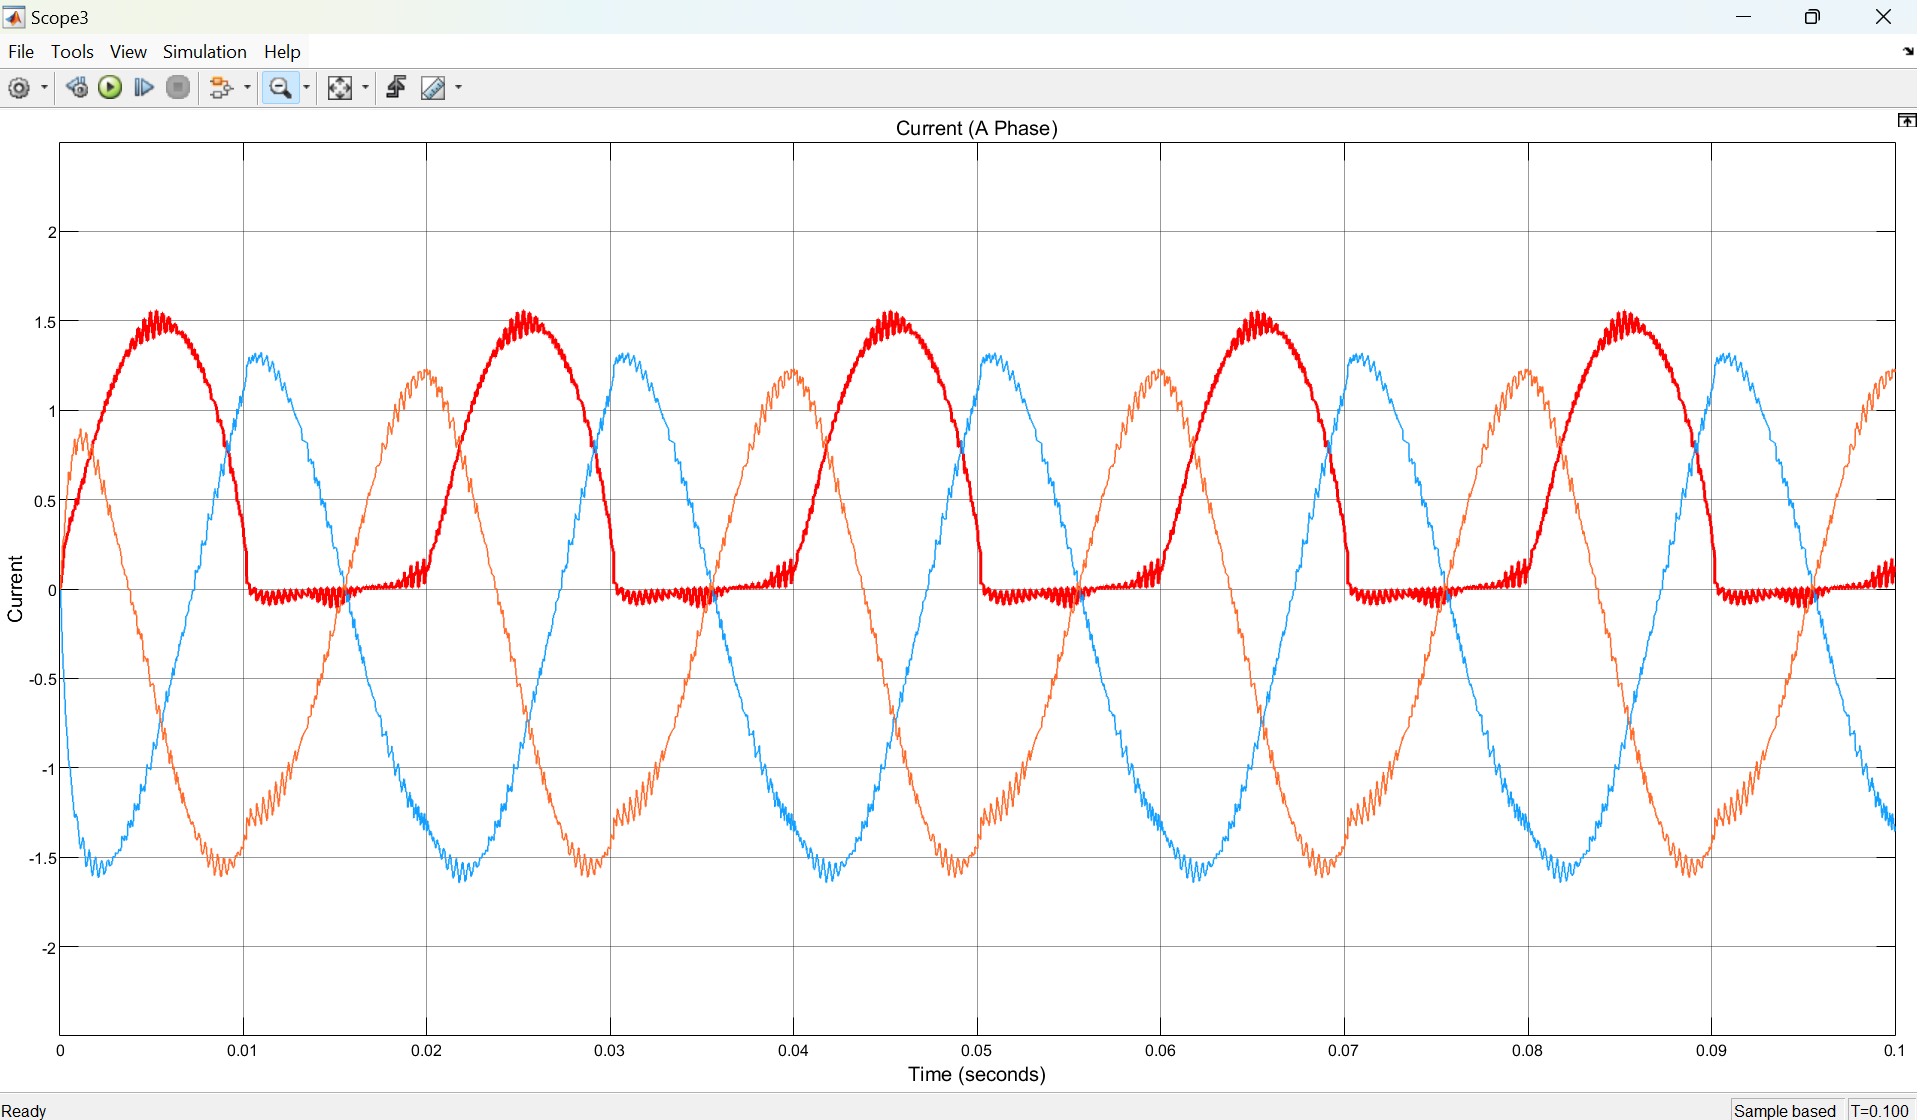 Scope3
File Tools View Simulation Help
Current (A Phase)
2
1.5
1
0.5
0
-0.5
-1
-1.5
-2
Current
0 0.01 0.02 0.03 0.04 0.05 0.06 0.07 0.08 0.09 0.1
Time (seconds)
Ready Sample based T=0.100